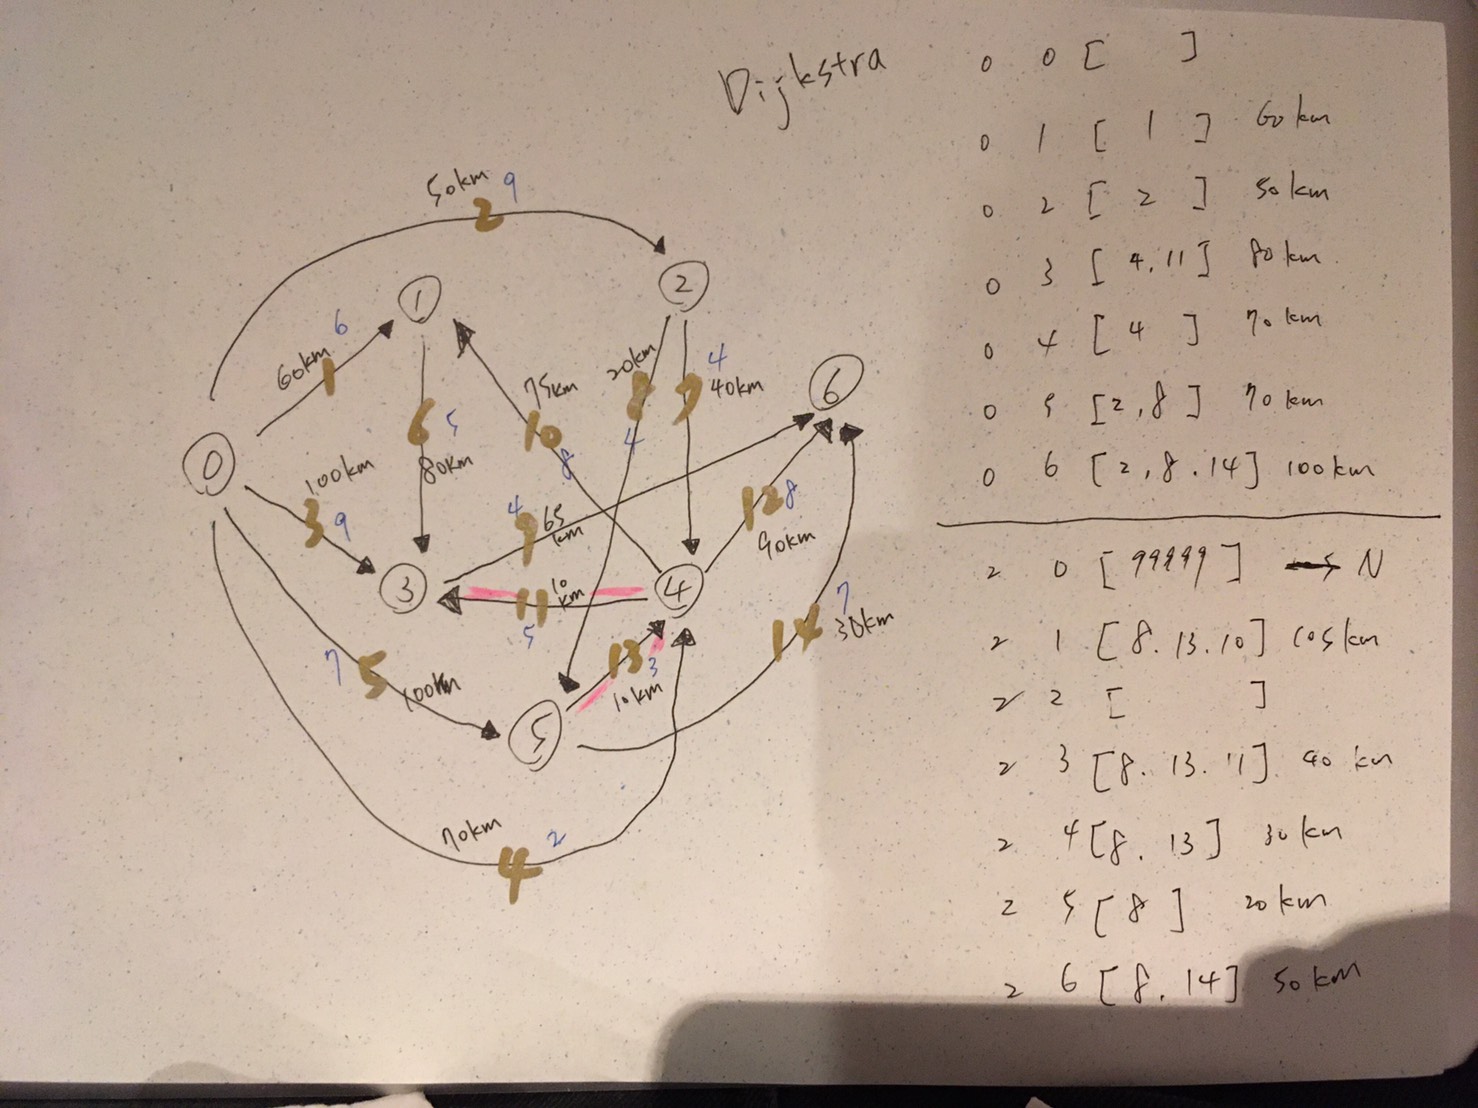 Dijkstra
50km 9
2
2
1
6
60km
1
0
100km
3
9
6
5
80km
75km
10
8
20km
8
4
4
7
40km
6
4
9
65
km
12
8
90km
3
11
10
km
5
4
13
3
10km
7
14
30km
7
5
100km
5
70km
2
4
0 0 [ ]
0 1 [ 1 ] 60km
0 2 [ 2 ] 50km
0 3 [ 4,11 ] 80km
0 4 [ 4 ] 70km
0 5 [ 2,8 ] 70km
0 6 [ 2,8.14 ] 100km
2 0 [ 99999 ] → N
2 1 [ 8.13.10 ] 105km
2 2 [ ]
2 3 [ 8.13.11 ] 40km
2 4 [ 8.13 ] 30km
2 5 [ 8 ] 20km
2 6 [ 8.14 ] 50km